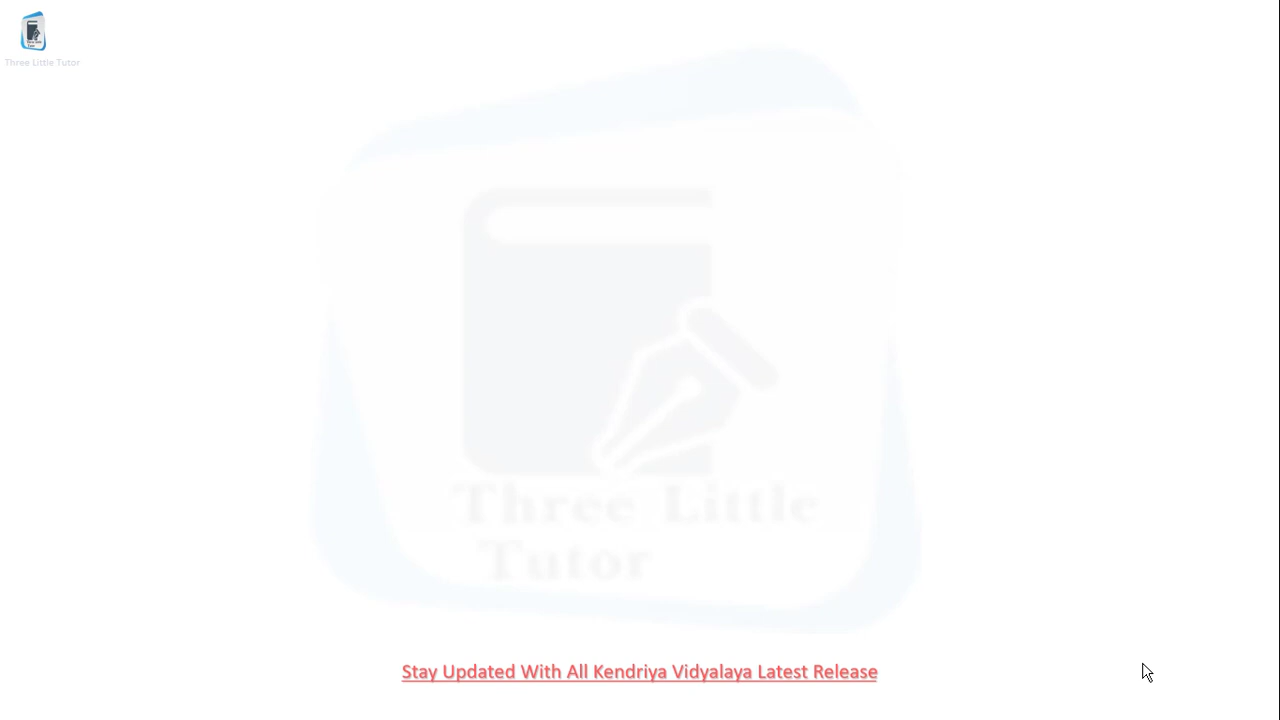 Three Little Tutor
Three Little
Tutor
Stay Updated With All Kendriya Vidyalaya Latest Release